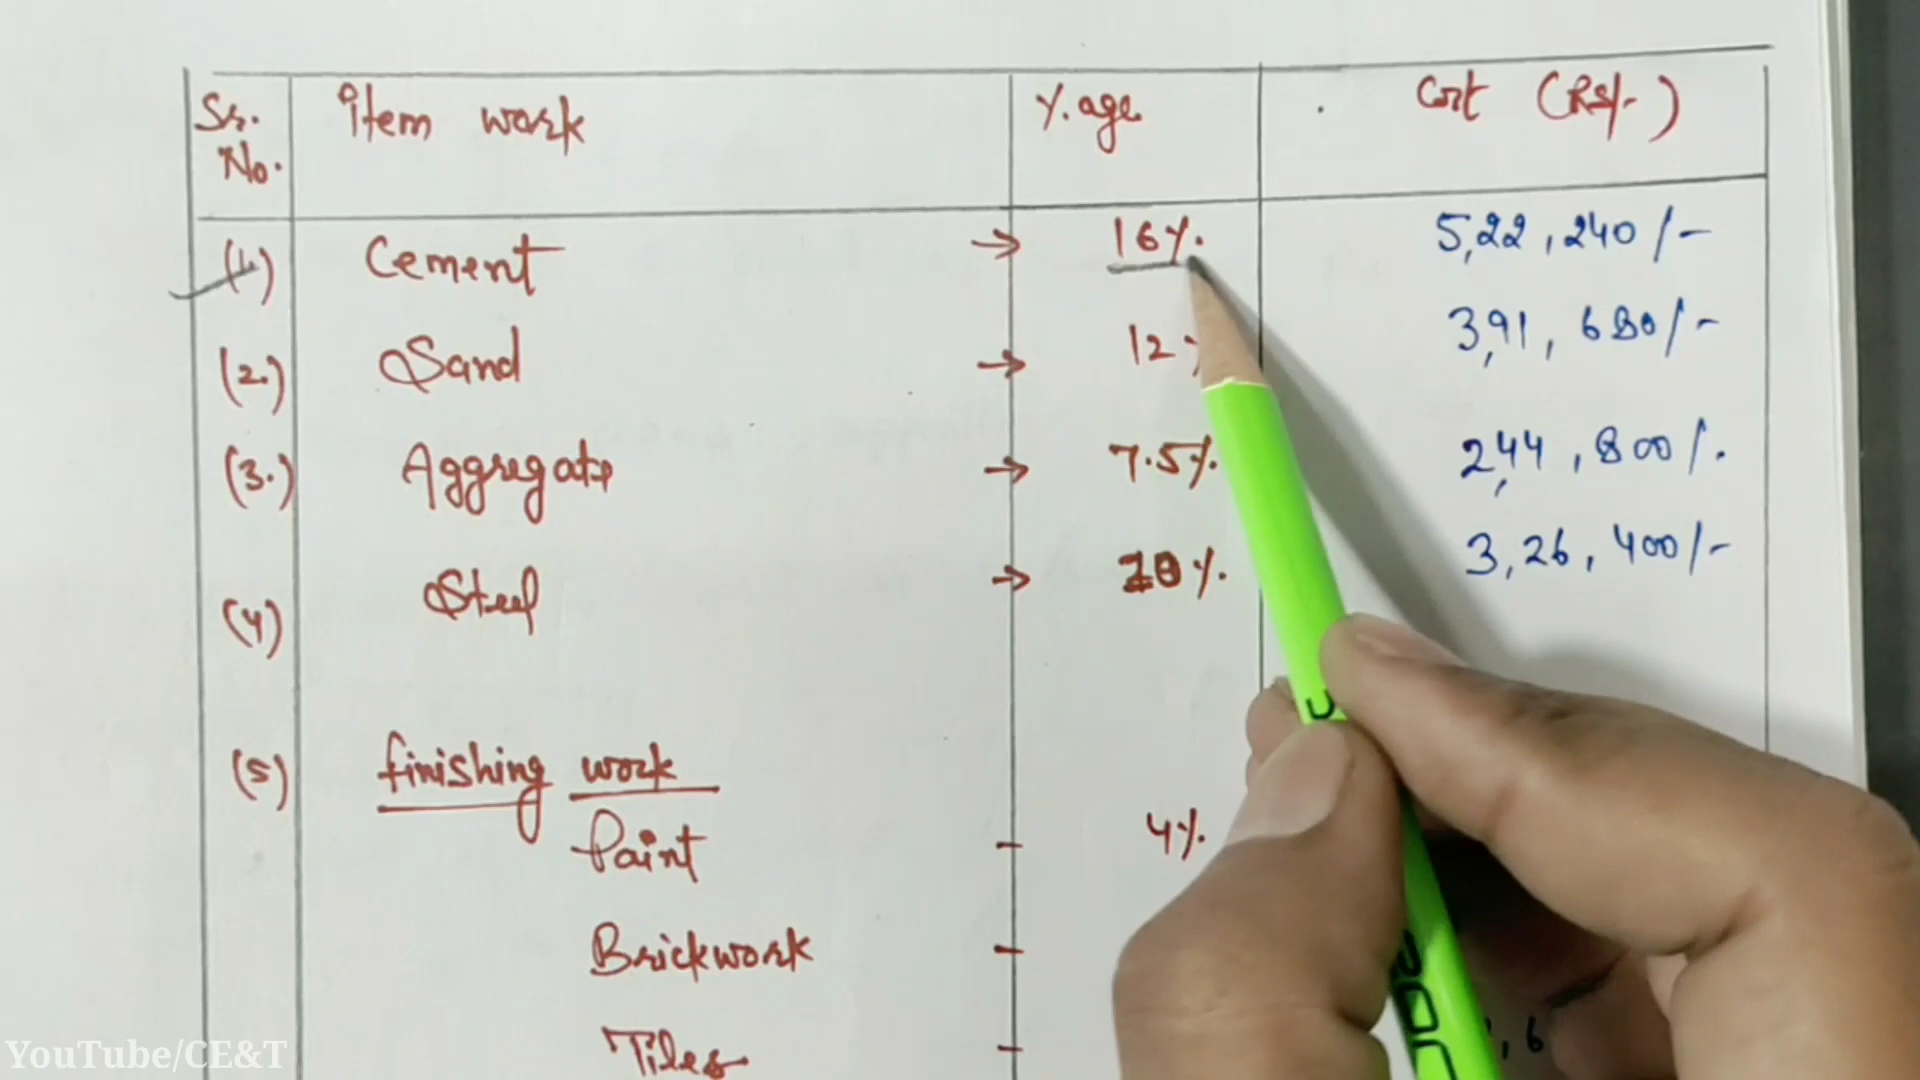 Sr. No. item work %.age Cost (RS/-)
(1) Cement → 16%. 5,22,240/-
(2.) Sand → 12 3,91,680/-
(3.) Aggregate → 7.5%. 2,44,800/.
(4) Steel → 10%. 3,26,400/-
(5) finishing work
Paint - 4%.
Brickwork -
Tiles -
YouTube/CE&T